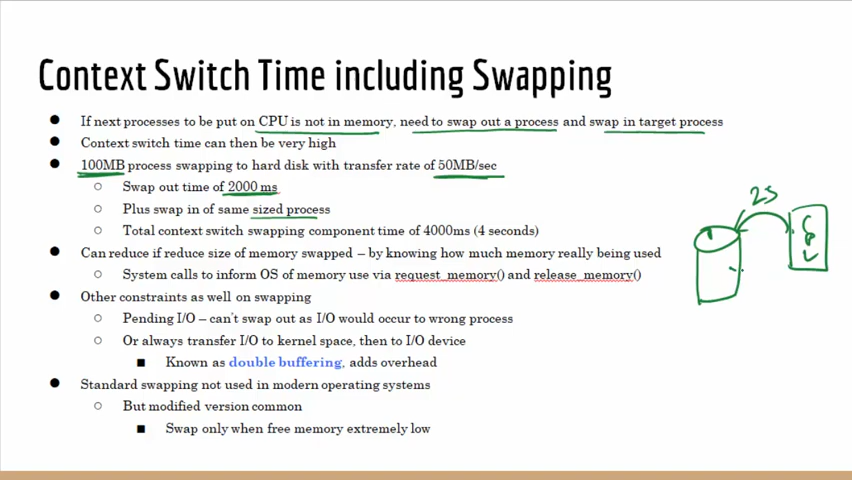 Context Switch Time including Swapping
● If next processes to be put on CPU is not in memory, need to swap out a process and swap in target process
● Context switch time can then be very high
● 100MB process swapping to hard disk with transfer rate of 50MB/sec
○ Swap out time of 2000 ms
○ Plus swap in of same sized process
○ Total context switch swapping component time of 4000ms (4 seconds)
● Can reduce if reduce size of memory swapped – by knowing how much memory really being used
○ System calls to inform OS of memory use via request_memory() and release_memory()
● Other constraints as well on swapping
○ Pending I/O – can't swap out as I/O would occur to wrong process
○ Or always transfer I/O to kernel space, then to I/O device
■ Known as double buffering, adds overhead
● Standard swapping not used in modern operating systems
○ But modified version common
■ Swap only when free memory extremely low
2s